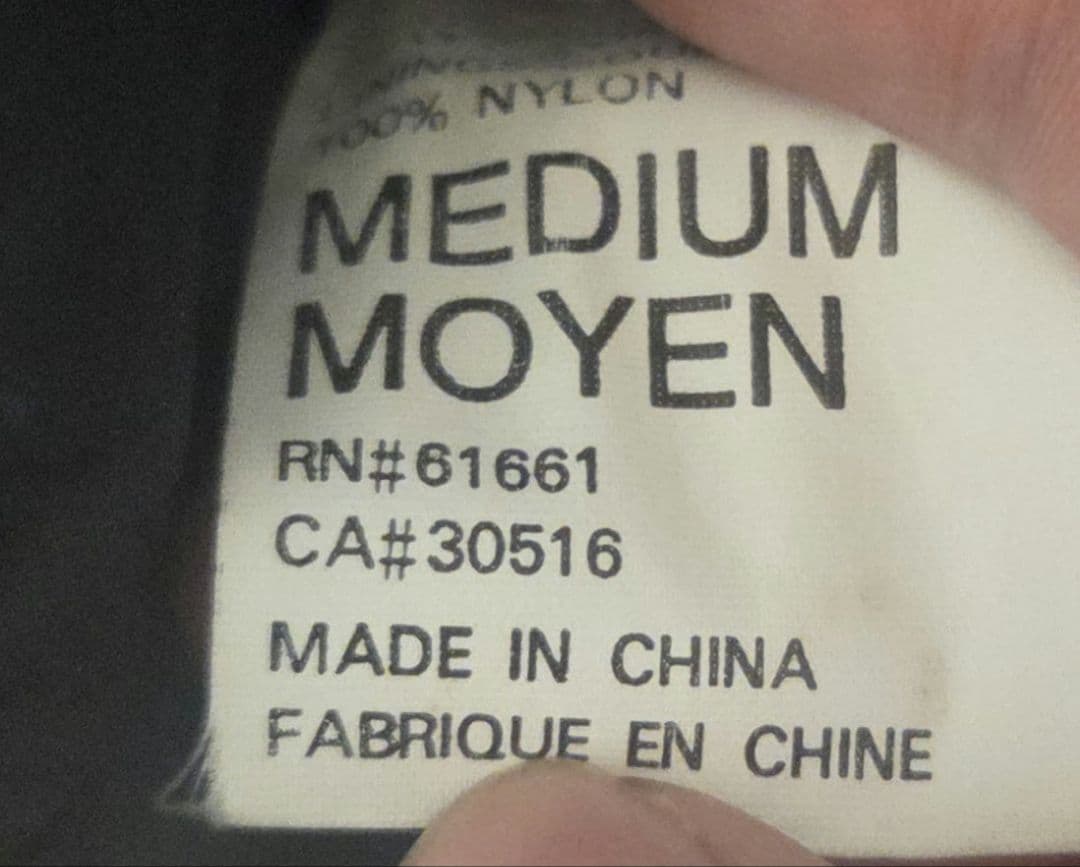 100% NYLON
MEDIUM
MOYEN
RN#61661
CA#30516
MADE IN CHINA
FABRIQUE EN CHINE